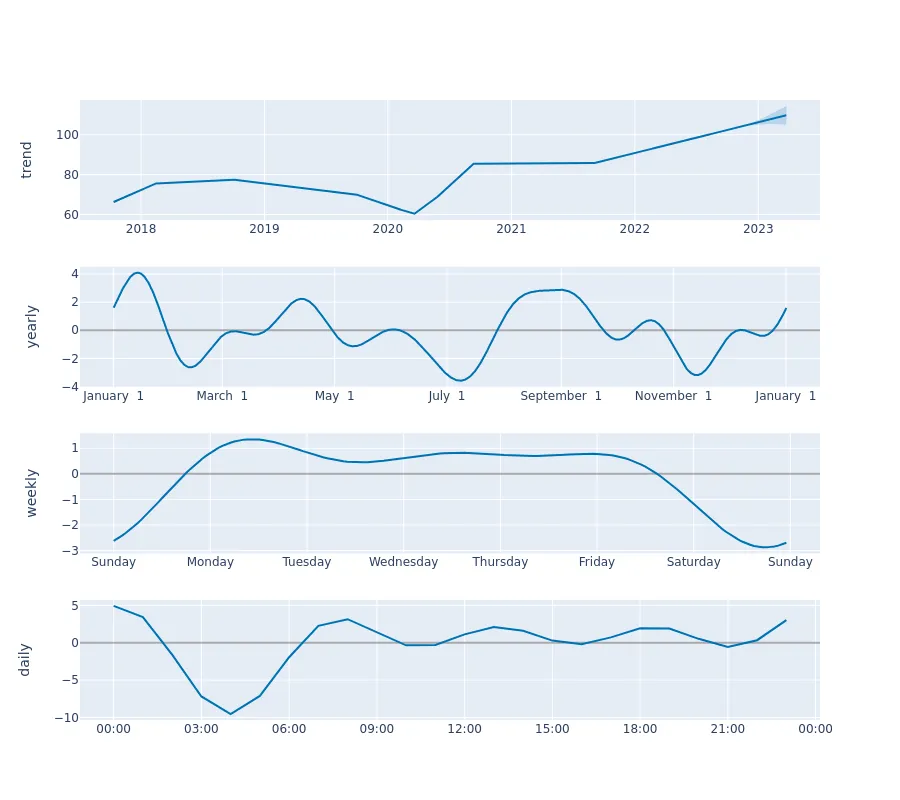 trend
100
80
60
2018 2019 2020 2021 2022 2023
yearly
4
2
0
−2
−4
January 1 March 1 May 1 July 1 September 1 November 1 January 1
weekly
1
0
−1
−2
−3
Sunday Monday Tuesday Wednesday Thursday Friday Saturday Sunday
daily
5
0
−5
−10
00:00 03:00 06:00 09:00 12:00 15:00 18:00 21:00 00:00